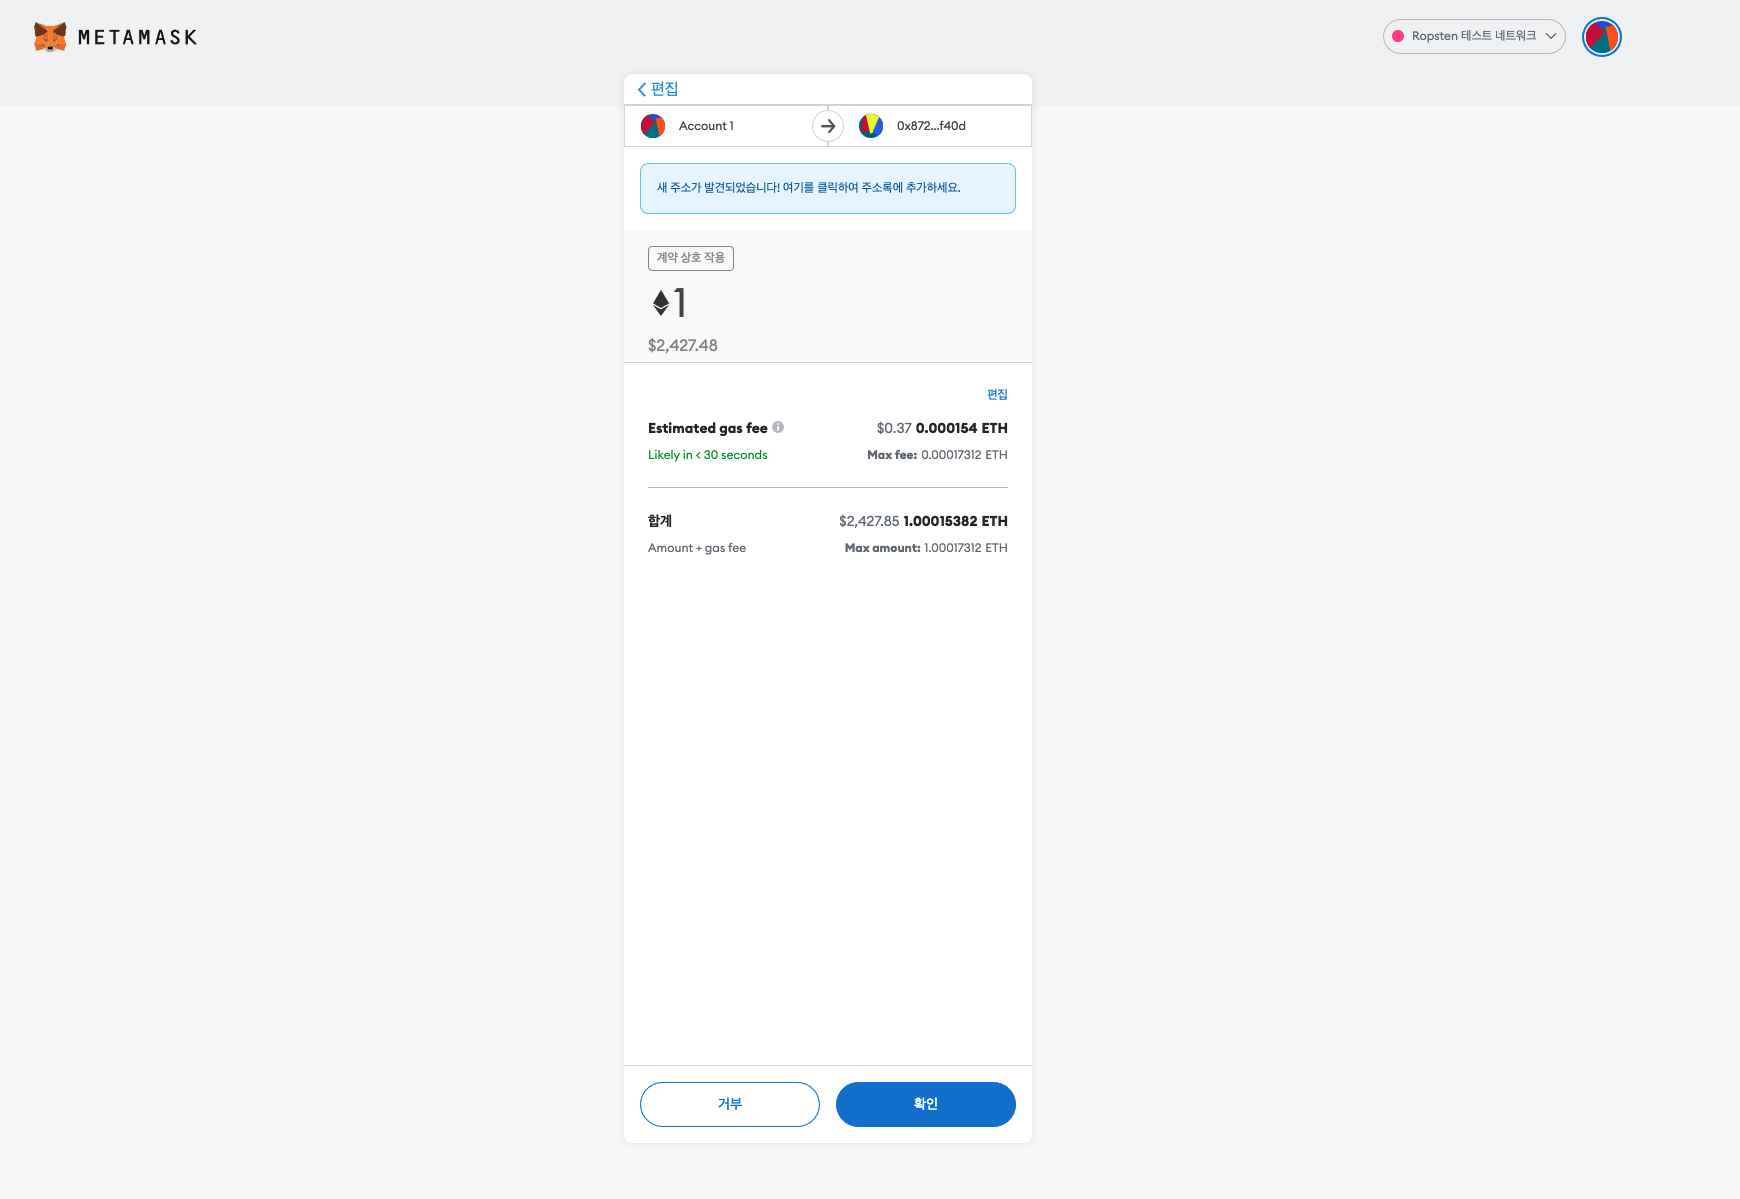 METAMASK
Ropsten 테스트 네트워크
편집
Account 1
0x872...f40d
새 주소가 발견되었습니다! 여기를 클릭하여 주소록에 추가하세요.
계약 상호 작용
1
$2,427.48
편집
Estimated gas fee $0.37 0.000154 ETH
Likely in < 30 seconds Max fee: 0.00017312 ETH
합계 $2,427.85 1.00015382 ETH
Amount + gas fee Max amount: 1.00017312 ETH
거부 확인